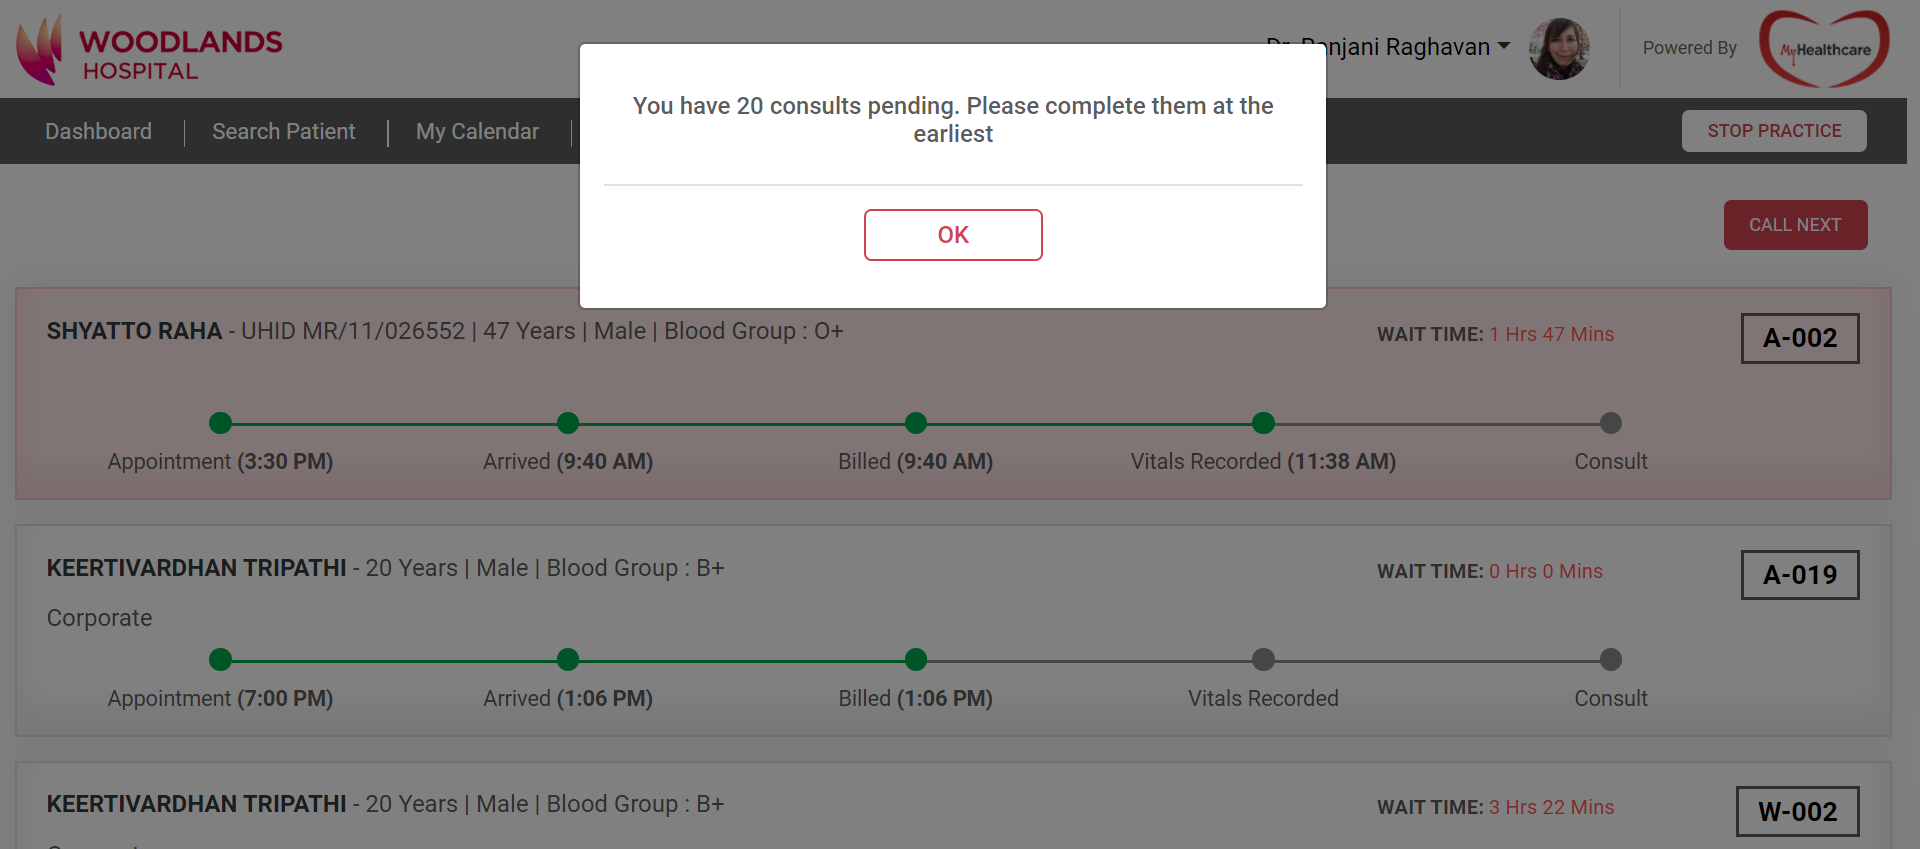 WOODLANDS
HOSPITAL
Dr. Ranjani Raghavan
Powered By
MyHealthcare
Dashboard
Search Patient
My Calendar
STOP PRACTICE
You have 20 consults pending. Please complete them at the
earliest
OK
CALL NEXT
SHYATTO RAHA - UHID MR/11/026552 | 47 Years | Male | Blood Group : O+
WAIT TIME: 1 Hrs 47 Mins
A-002
Appointment (3:30 PM)
Arrived (9:40 AM)
Billed (9:40 AM)
Vitals Recorded (11:38 AM)
Consult
KEERTIVARDHAN TRIPATHI - 20 Years | Male | Blood Group : B+
WAIT TIME: 0 Hrs 0 Mins
A-019
Corporate
Appointment (7:00 PM)
Arrived (1:06 PM)
Billed (1:06 PM)
Vitals Recorded
Consult
KEERTIVARDHAN TRIPATHI - 20 Years | Male | Blood Group : B+
WAIT TIME: 3 Hrs 22 Mins
W-002